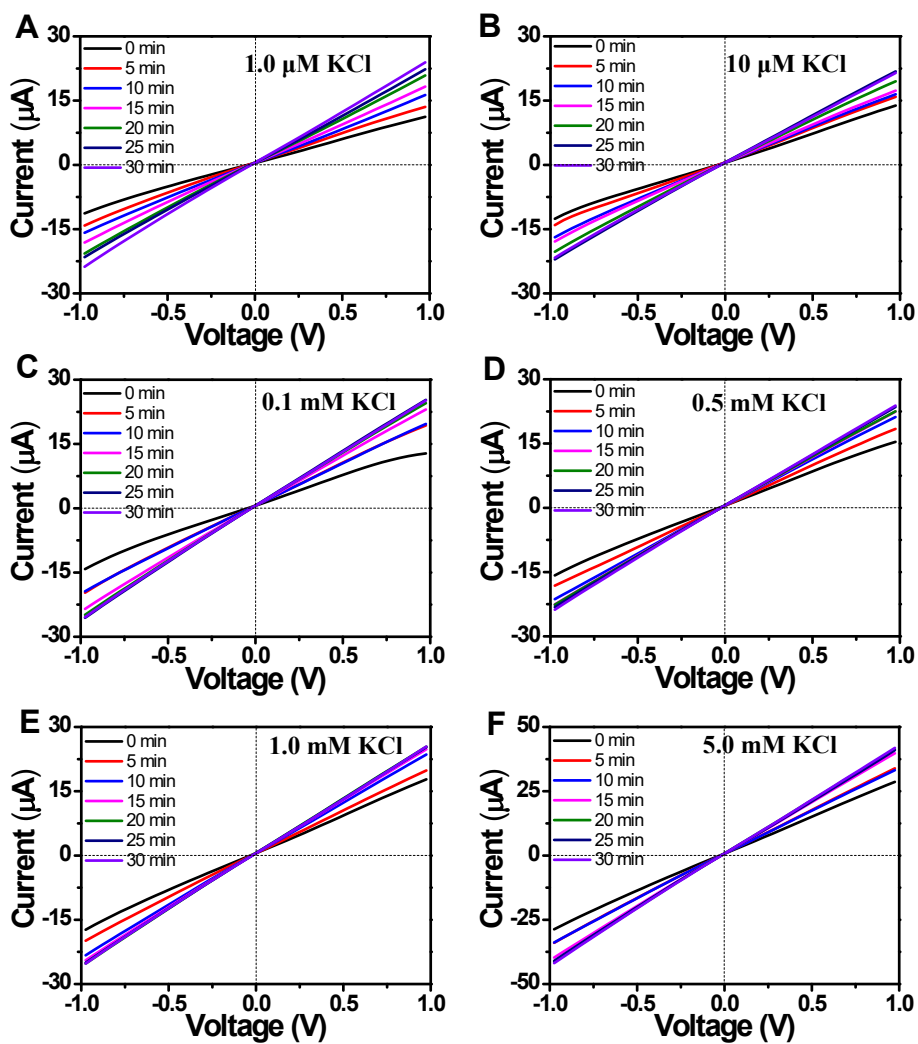 A
Current (μA)
30
15
0
-15
-30
0 min
5 min
10 min
15 min
20 min
25 min
30 min
1.0 μM KCl
-1.0
-0.5
0.0
0.5
1.0
Voltage (V)
B
Current (μA)
30
15
0
-15
-30
0 min
5 min
10 min
15 min
20 min
25 min
30 min
10 μM KCl
-1.0
-0.5
0.0
0.5
1.0
Voltage (V)
C
Current (μA)
30
15
0
-15
-30
0 min
5 min
10 min
15 min
20 min
25 min
30 min
0.1 mM KCl
-1.0
-0.5
0.0
0.5
1.0
Voltage (V)
D
Current (μA)
30
15
0
-15
-30
0 min
5 min
10 min
15 min
20 min
25 min
30 min
0.5 mM KCl
-1.0
-0.5
0.0
0.5
1.0
Voltage (V)
E
Current (μA)
30
15
0
-15
-30
0 min
5 min
10 min
15 min
20 min
25 min
30 min
1.0 mM KCl
-1.0
-0.5
0.0
0.5
1.0
Voltage (V)
F
Current (μA)
50
25
0
-25
-50
0 min
5 min
10 min
15 min
20 min
25 min
30 min
5.0 mM KCl
-1.0
-0.5
0.0
0.5
1.0
Voltage (V)